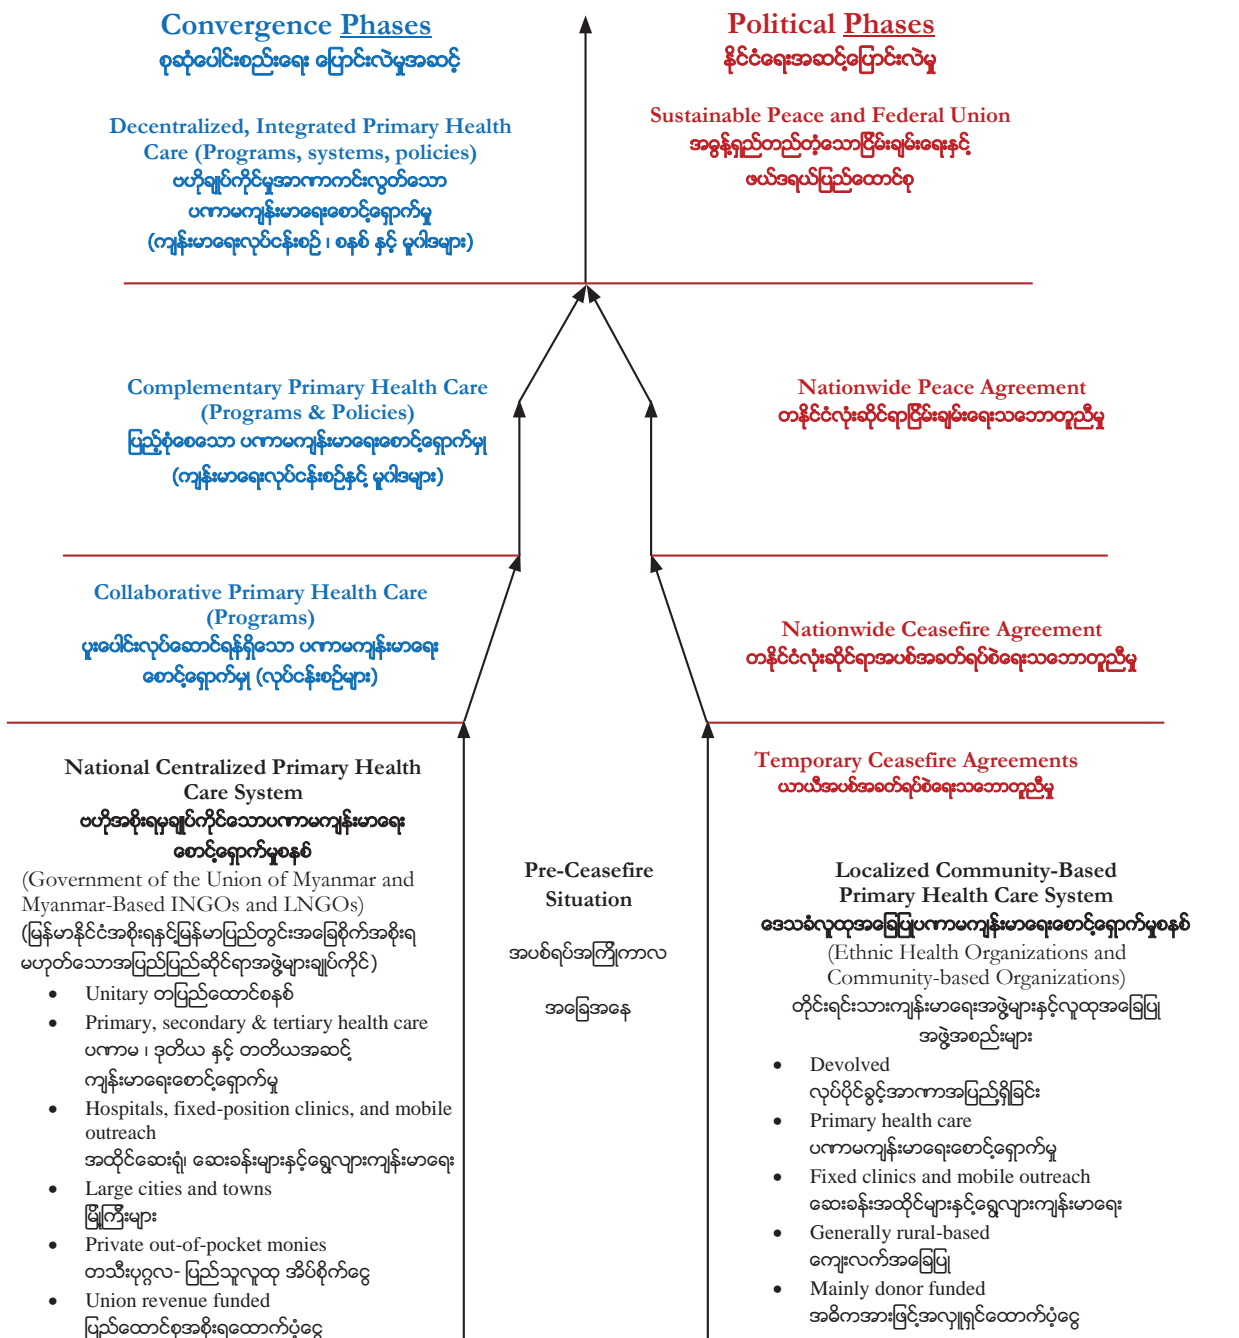 Convergence Phases
စုဆုံပေါင်းစည်းရေး ပြောင်းလဲမှုအဆင့်
Decentralized, Integrated Primary Health
Care (Programs, systems, policies)
ဗဟိုချုပ်ကိုင်မှုအာဏာကင်းလွတ်သော
ပဏာမကျန်းမာရေးစောင့်ရှောက်မှု
(ကျန်းမာရေးလုပ်ငန်းစဉ် ၊ စနစ် နှင့် မူဝါဒများ)
Political Phases
နိုင်ငံရေးအဆင့်ပြောင်းလဲမှု
Sustainable Peace and Federal Union
အဓွန့်ရှည်တည်တံ့သောငြိမ်းချမ်းရေးနှင့်
ဖယ်ဒရယ်ပြည်ထောင်စု
Complementary Primary Health Care
(Programs & Policies)
ပြည့်စုံစေသော ပဏာမကျန်းမာရေးစောင့်ရှောက်မှု
(ကျန်းမာရေးလုပ်ငန်းစဉ်နှင့် မူဝါဒများ)
Nationwide Peace Agreement
တနိုင်ငံလုံးဆိုင်ရာငြိမ်းချမ်းရေးသဘောတူညီမှု
Collaborative Primary Health Care
(Programs)
ပူးပေါင်းလုပ်ဆောင်ရန်ရှိသော ပဏာမကျန်းမာရေး
စောင့်ရှောက်မှု (လုပ်ငန်းစဉ်များ)
Nationwide Ceasefire Agreement
တနိုင်ငံလုံးဆိုင်ရာအပစ်အခတ်ရပ်စဲရေးသဘောတူညီမှု
National Centralized Primary Health
Care System
ဗဟိုအစိုးရမှချုပ်ကိုင်သောပဏာမကျန်းမာရေး
စောင့်ရှောက်မှုစနစ်
(Government of the Union of Myanmar and
Myanmar-Based INGOs and LNGOs)
(မြန်မာနိုင်ငံအစိုးရနှင့်မြန်မာပြည်တွင်းအခြေစိုက်အစိုးရ
မဟုတ်သောအပြည်ပြည်ဆိုင်ရာအဖွဲ့များချုပ်ကိုင်)
• Unitary တပြည်ထောင်စနစ်
• Primary, secondary & tertiary health care
ပဏာမ ၊ ဒုတိယ နှင့် တတိယအဆင့်
ကျန်းမာရေးစောင့်ရှောက်မှု
• Hospitals, fixed-position clinics, and mobile
outreach
အထိုင်ဆေးရုံ၊ ဆေးခန်းများနှင့်ရွေ့လျားကျန်းမာရေး
• Large cities and towns
မြို့ကြီးများ
• Private out-of-pocket monies
တသီးပုဂ္ဂလ- ပြည်သူလူထု အိပ်စိုက်ငွေ
• Union revenue funded
ပြည်ထောင်စုအစိုးရထောက်ပံ့ငွေ
Pre-Ceasefire
Situation
အပစ်ရပ်အကြိုကာလ
အခြေအနေ
Temporary Ceasefire Agreements
ယာယီအပစ်အခတ်ရပ်စဲရေးသဘောတူညီမှု
Localized Community-Based
Primary Health Care System
ဒေသခံလူထုအခြေပြုပဏာမကျန်းမာရေးစောင့်ရှောက်မှုစနစ်
(Ethnic Health Organizations and
Community-based Organizations)
တိုင်းရင်းသားကျန်းမာရေးအဖွဲ့များနှင့်လူထုအခြေပြု
အဖွဲ့အစည်းများ
• Devolved
လုပ်ပိုင်ခွင့်အာဏာအပြည့်ရှိခြင်း
• Primary health care
ပဏာမကျန်းမာရေးစောင့်ရှောက်မှု
• Fixed clinics and mobile outreach
ဆေးခန်းအထိုင်များနှင့်ရွေ့လျားကျန်းမာရေး
• Generally rural-based
ကျေးလက်အခြေပြု
• Mainly donor funded
အဓိကအားဖြင့်အလှူရှင်ထောက်ပံ့ငွေ